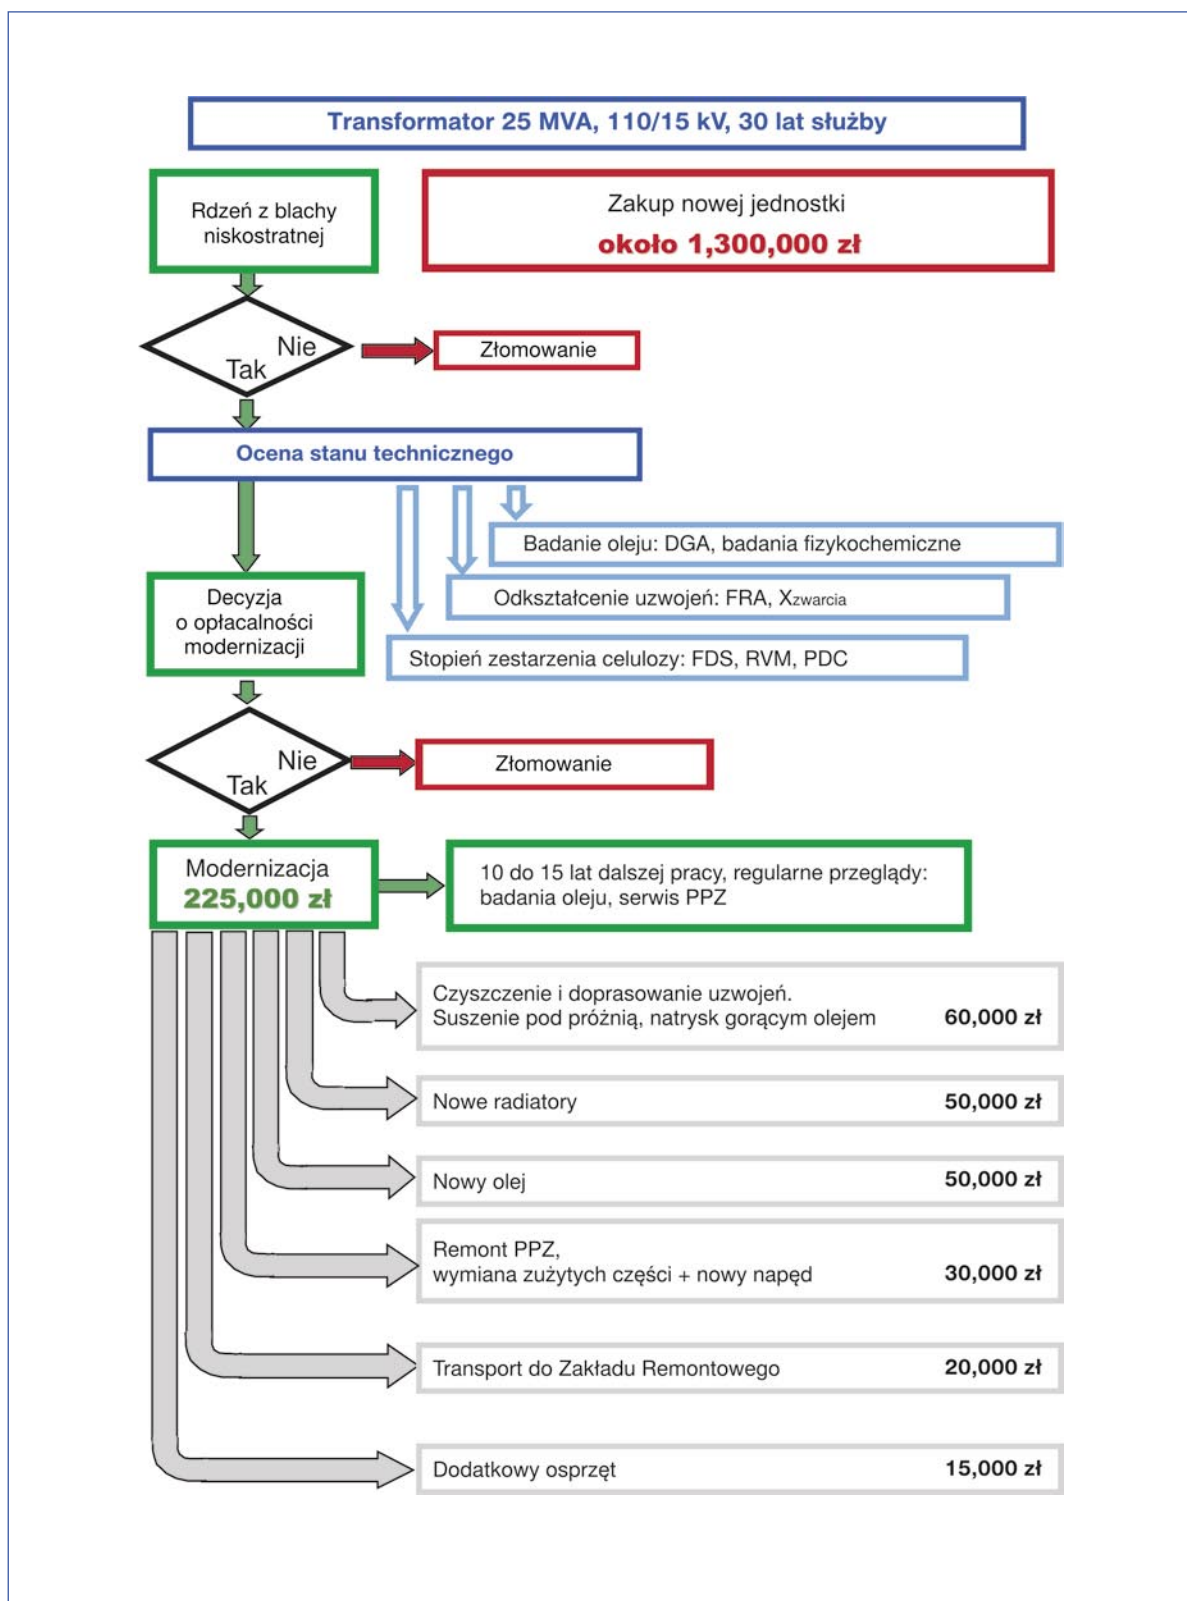 Transformator 25 MVA, 110/15 kV, 30 lat służby
Rdzeń z blachy
niskostratnej
Zakup nowej jednostki
około 1,300,000 zł
Nie
Tak
Złomowanie
Ocena stanu technicznego
Badanie oleju: DGA, badania fizykochemiczne
Odkształcenie uzwojeń: FRA, Xzwarcia
Stopień zestarzenia celulozy: FDS, RVM, PDC
Decyzja
o opłacalności
modernizacji
Nie
Tak
Złomowanie
Modernizacja
225,000 zł
10 do 15 lat dalszej pracy, regularne przeglądy:
badania oleju, serwis PPZ
Czyszczenie i doprasowanie uzwojeń.
Suszenie pod próżnią, natrysk gorącym olejem 60,000 zł
Nowe radiatory 50,000 zł
Nowy olej 50,000 zł
Remont PPZ,
wymiana zużytych części + nowy napęd 30,000 zł
Transport do Zakładu Remontowego 20,000 zł
Dodatkowy osprzęt 15,000 zł